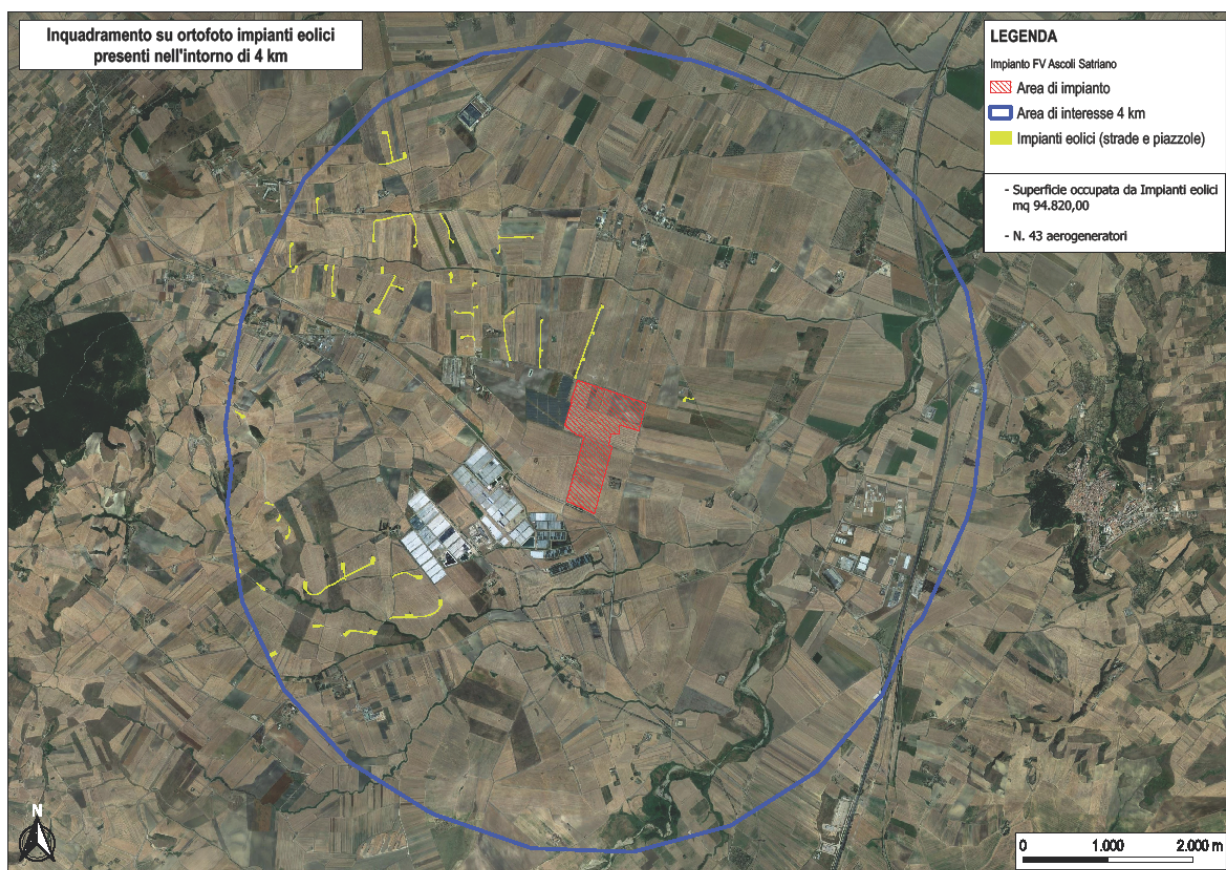 Inquadramento su ortofoto impianti eolici
presenti nell'intorno di 4 km
LEGENDA
Impianto FV Ascoli Satriano
Area di impianto
Area di interesse 4 km
Impianti eolici (strade e piazzole)
- Superficie occupata da Impianti eolici
mq 94.820,00
- N. 43 aerogeneratori
N
0 1.000 2.000 m